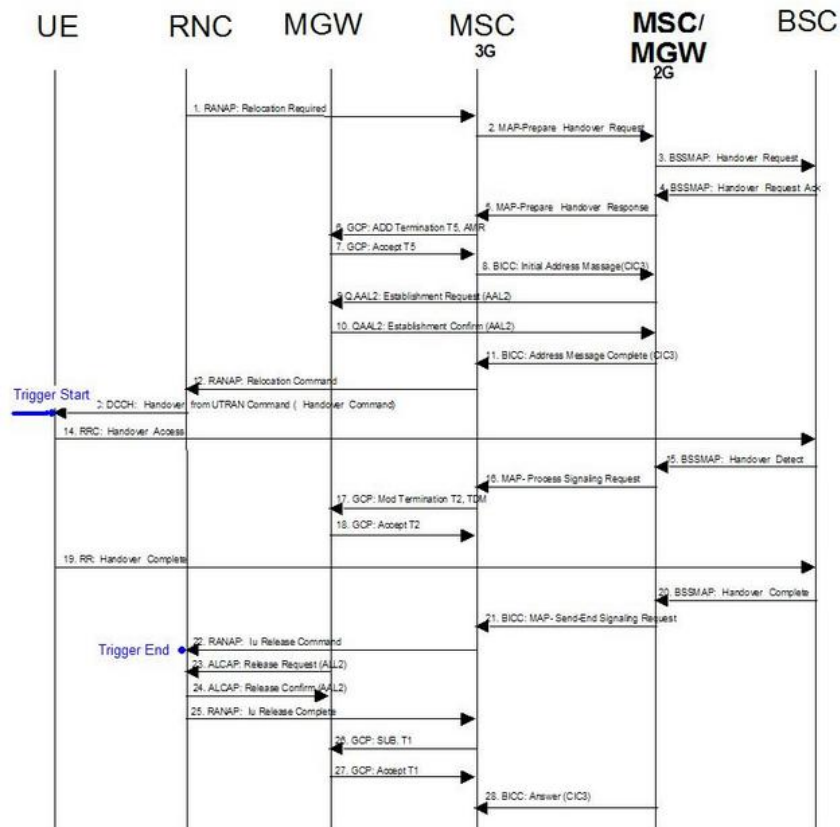 UE RNC MGW MSC MSC/ BSC
3G MGW
2G
1. RANAP: Relocation Required
2. MAP-Prepare Handover Request
3. BSSMAP: Handover Request
4. BSSMAP: Handover Request Ack
5. MAP-Prepare Handover Response
6. GCP: ADD Termination T5, AMR
7. GCP: Accept T5
8. BICC: Initial Address Massage(CIC3)
9.Q.AAL2: Establishment Request (AAL2)
10. QAAL2: Establishment Confirm (AAL2)
11. BICC: Address Message Complete (CIC3)
12. RANAP: Relocation Command
Trigger Start
C: DCCH: Handover from UTRAN Command ( Handover Command)
14. RRC: Handover Access
15. BSSMAP: Handover Detect
16. MAP- Process Signaling Request
17. GCP: Mod Termination T2, TDM
18. GCP: Accept T2
19. RR: Handover Complete
20. BSSMAP: Handover Complete
21. BICC: MAP- Send-End Signaling Request
22. RANAP: Iu Release Command
Trigger End
23. ALCAP: Release Request (AAL2)
24. ALCAP: Release Confirm (AAL2)
25. RANAP: Iu Release Complete
26. GCP: SUB. T1
27. GCP: Accept T1
28. BICC: Answer (CIC3)